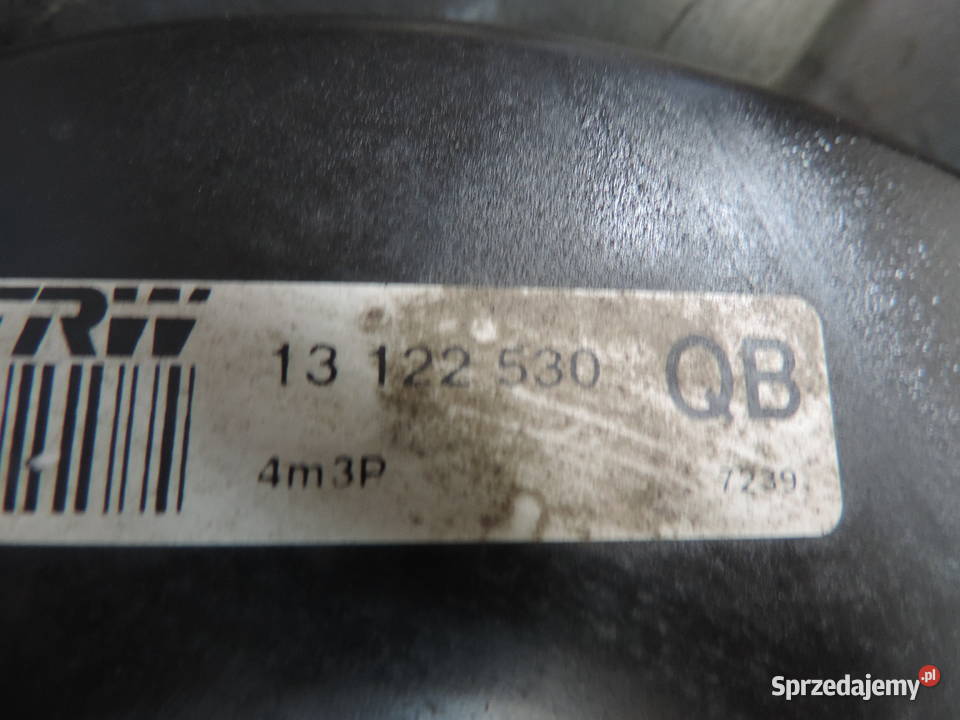 TRW
13 122 530 QB
4m3P 7239
Sprzedajemy.pl